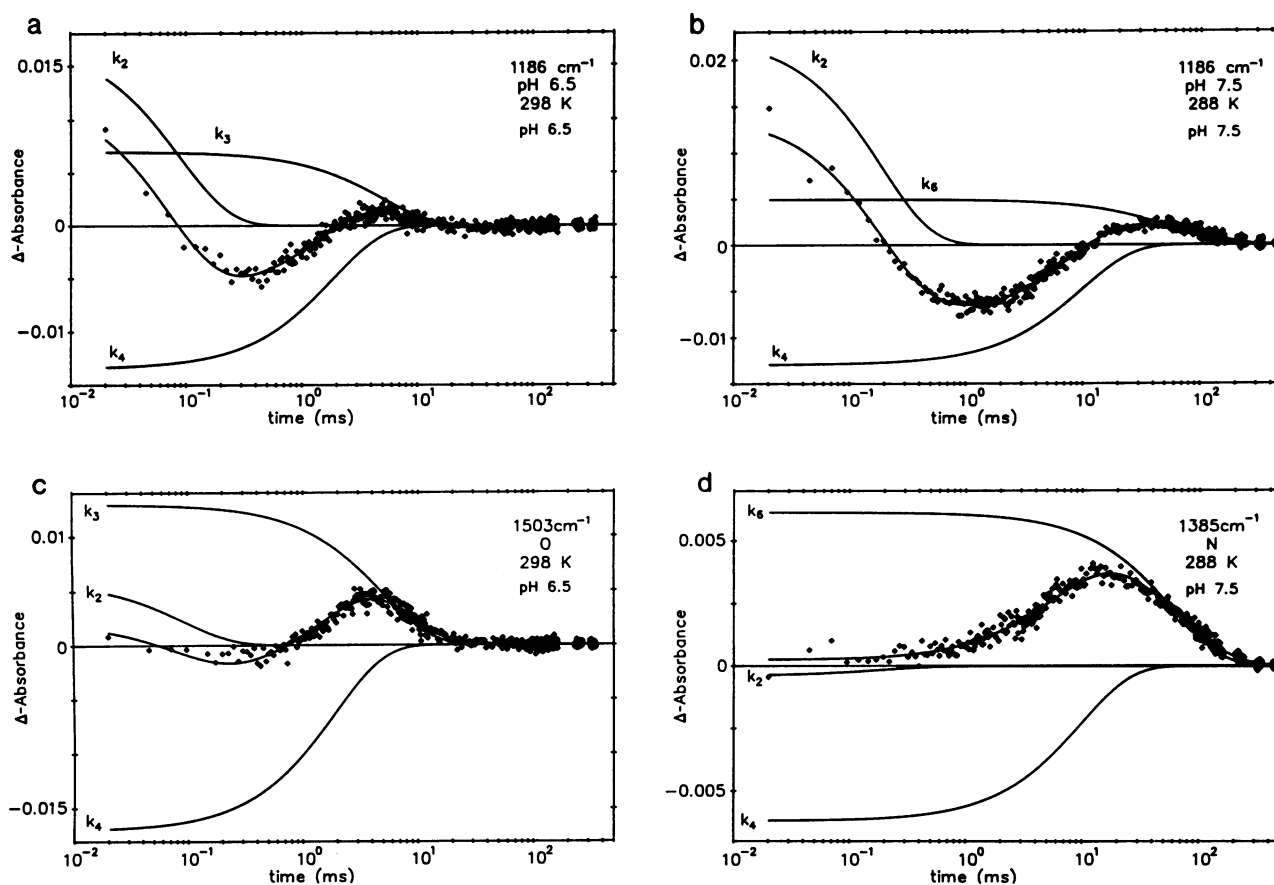 a
Δ-Absorbance
0.015
0
−0.01
k2
k3
k4
1186 cm−1
pH 6.5
298 K
pH 6.5
10−2 10−1 100 101 102
time (ms)
b
Δ-Absorbance
0.02
0
−0.01
k2
k6
k4
1186 cm−1
pH 7.5
288 K
pH 7.5
10−2 10−1 100 101 102
time (ms)
c
Δ-Absorbance
0.01
0
−0.015
k3
k2
k4
1503cm−1
O
298 K
pH 6.5
10−2 10−1 100 101 102
time (ms)
d
Δ-Absorbance
0.005
0
−0.005
k6
k2
k4
1385cm−1
N
288 K
pH 7.5
10−2 10−1 100 101 102
time (ms)